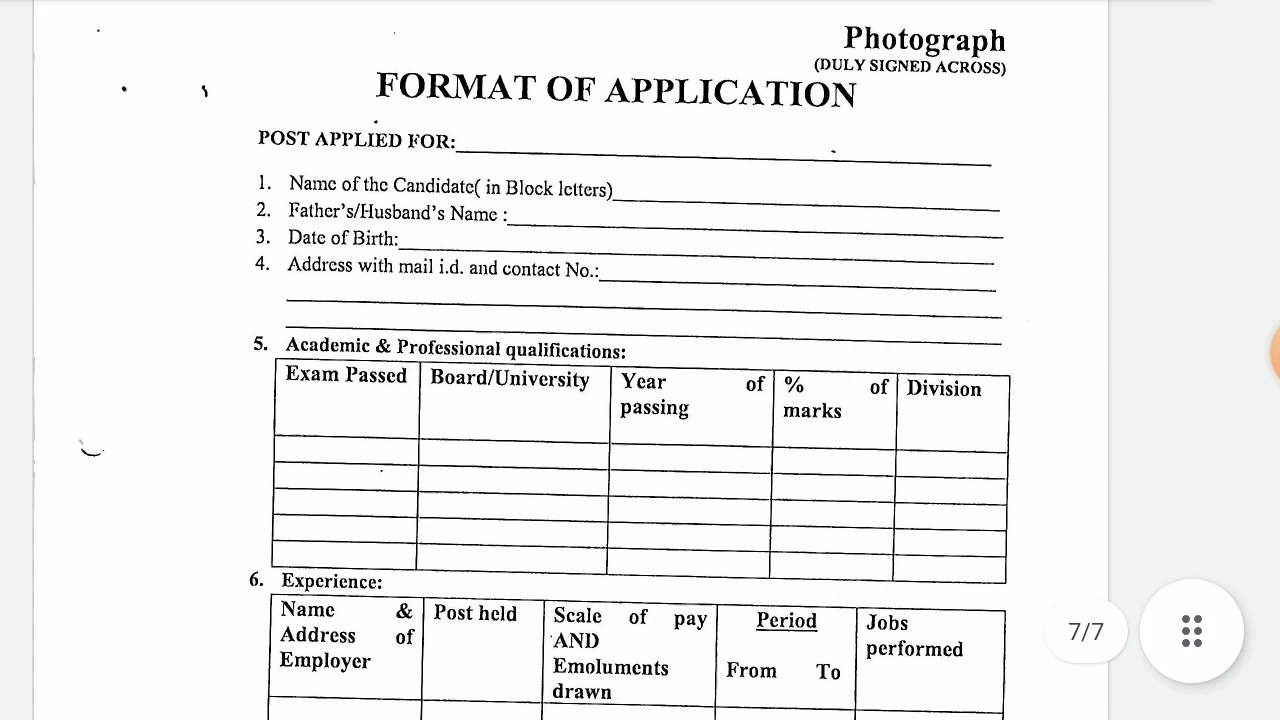 Photograph
(DULY SIGNED ACROSS)
FORMAT OF APPLICATION
POST APPLIED FOR:
1. Name of the Candidate( in Block letters)
2. Father's/Husband's Name :
3. Date of Birth:
4. Address with mail i.d. and contact No.:
5. Academic & Professional qualifications:
Exam Passed Board/University Year of passing % of marks Division
6. Experience:
Name & Address of Employer Post held Scale of pay AND Emoluments drawn Period From To Jobs performed
7/7